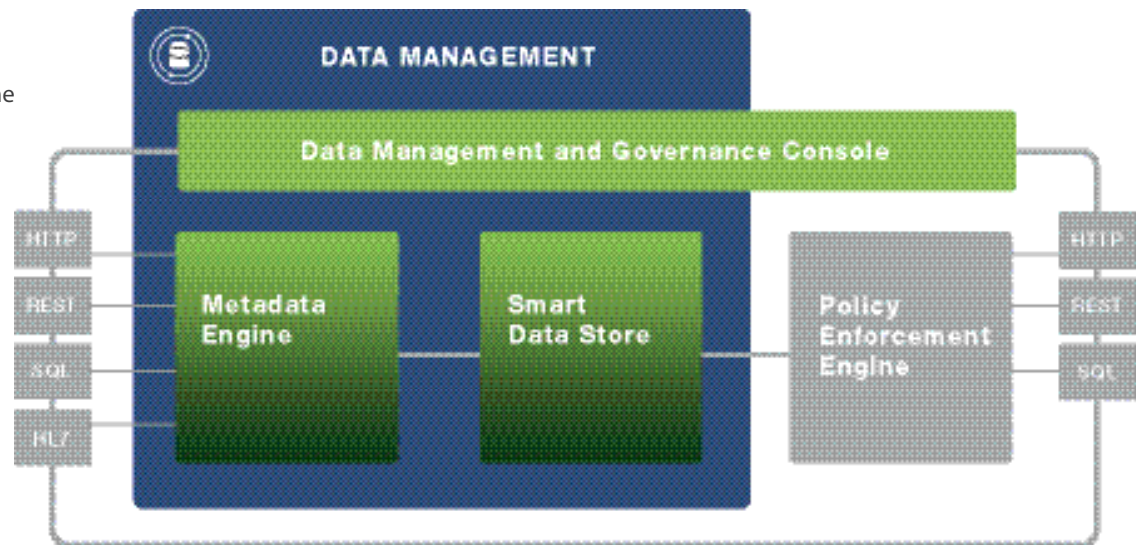 DATA MANAGEMENT
ne
Data Management and Governance Console
HTTP
REST
SQL
HL7
Metadata
Engine
Smart
Data Store
Policy
Enforcement
Engine
HTTP
REST
SQL